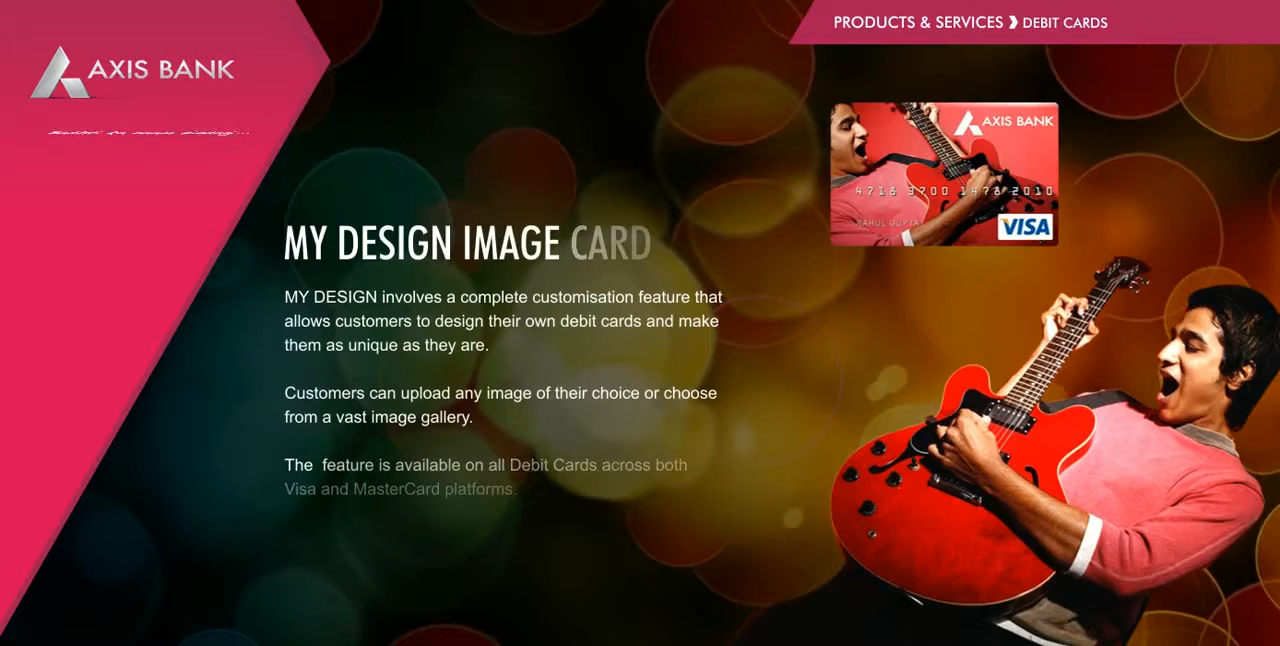 PRODUCTS & SERVICES ❱ DEBIT CARDS
AXIS BANK
AXIS BANK
4716 3700 1478 2010
RAHUL GUPTA
VISA
MY DESIGN IMAGE CARD
MY DESIGN involves a complete customisation feature that
allows customers to design their own debit cards and make
them as unique as they are.
Customers can upload any image of their choice or choose
from a vast image gallery.
The  feature is available on all Debit Cards across both
Visa and MasterCard platforms.